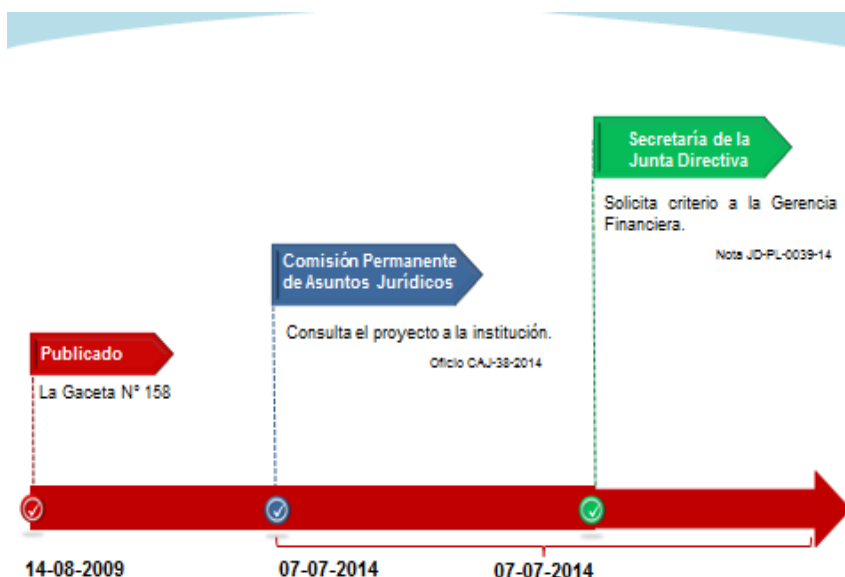 Secretaría de la
Junta Directiva
Solicita criterio a la Gerencia
Financiera.
Nota JD-PL-0039-14
Comisión Permanente
de Asuntos Jurídicos
Consulta el proyecto a la institución.
Oficio CAJ-38-2014
Publicado
La Gaceta N° 158
14-08-2009
07-07-2014
07-07-2014